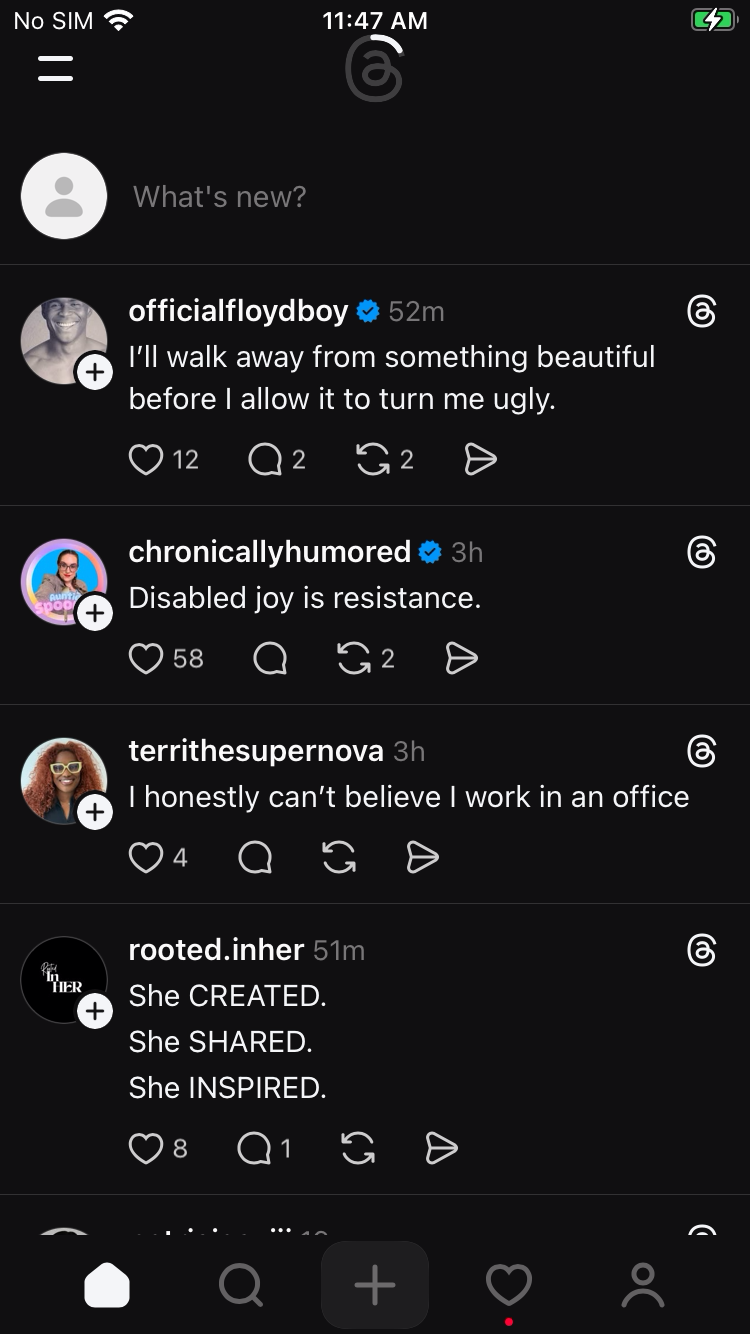 No SIM 11:47 AM
What's new?
officialfloydboy 52m
I’ll walk away from something beautiful
before I allow it to turn me ugly.
12 2 2
chronicallyhumored 3h
Disabled joy is resistance.
58 2
territhesupernova 3h
I honestly can’t believe I work in an office
4
rooted.inher 51m
She CREATED.
She SHARED.
She INSPIRED.
8 1